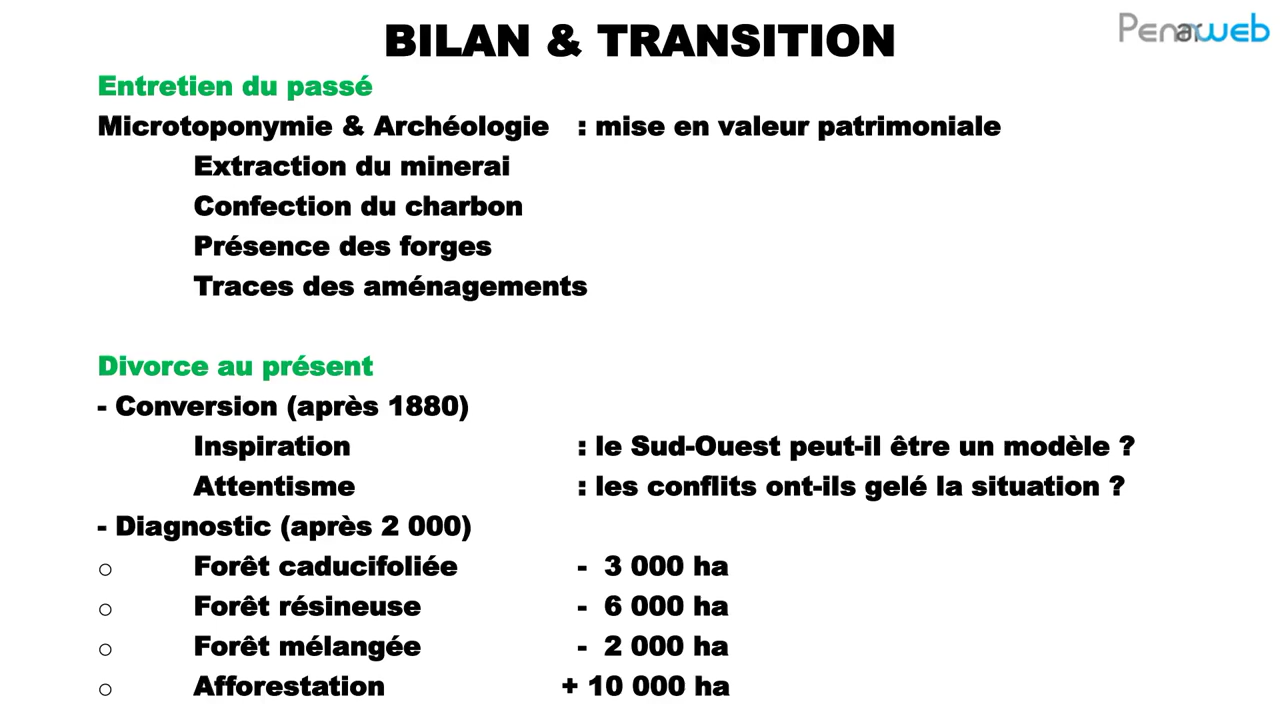 BILAN & TRANSITION
Penarweb
Entretien du passé
Microtoponymie & Archéologie : mise en valeur patrimoniale
Extraction du minerai
Confection du charbon
Présence des forges
Traces des aménagements
Divorce au présent
- Conversion (après 1880)
Inspiration : le Sud-Ouest peut-il être un modèle ?
Attentisme : les conflits ont-ils gelé la situation ?
- Diagnostic (après 2 000)
o Forêt caducifoliée - 3 000 ha
o Forêt résineuse - 6 000 ha
o Forêt mélangée - 2 000 ha
o Afforestation + 10 000 ha